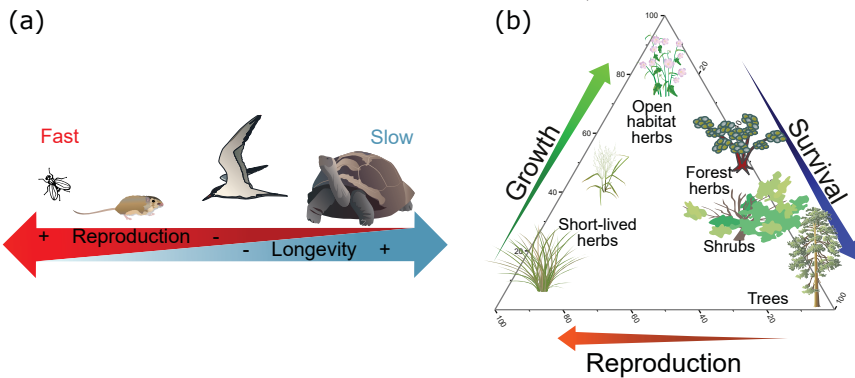 (a)
Fast
Slow
+ Reproduction -
- Longevity +
(b)
100
80
60
40
20
20
Growth
Survival
Open
habitat
herbs
Forest
herbs
Short-lived
herbs
Shrubs
Trees
100
80
60
40
20
100
Reproduction